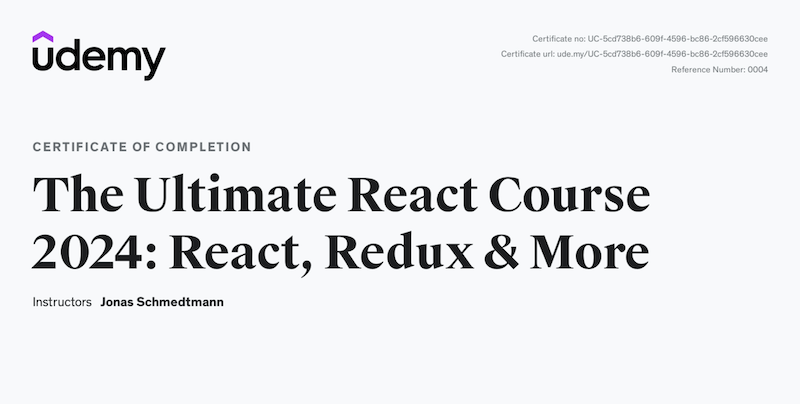 udemy
Certificate no: UC-5cd738b6-609f-4596-bc86-2cf596630cee
Certificate url: ude.my/UC-5cd738b6-609f-4596-bc86-2cf596630cee
Reference Number: 0004
CERTIFICATE OF COMPLETION
The Ultimate React Course
2024: React, Redux & More
Instructors Jonas Schmedtmann